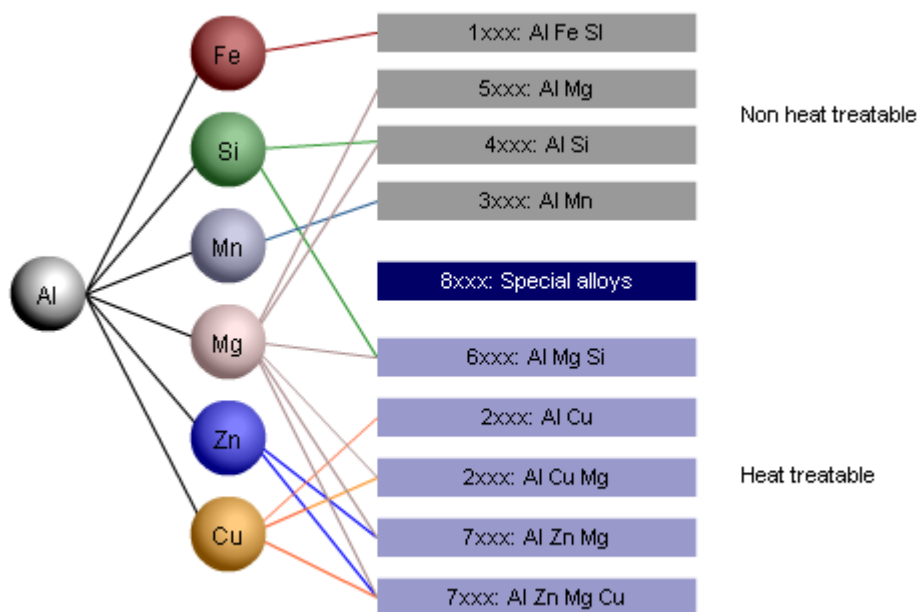 Al
Fe
Si
Mn
Mg
Zn
Cu
1xxx: Al Fe SI
5xxx: Al Mg
4xxx: Al Si
3xxx: Al Mn
8xxx: Special alloys
6xxx: Al Mg Si
2xxx: Al Cu
2xxx: Al Cu Mg
7xxx: Al Zn Mg
7xxx: Al Zn Mg Cu
Non heat treatable
Heat treatable